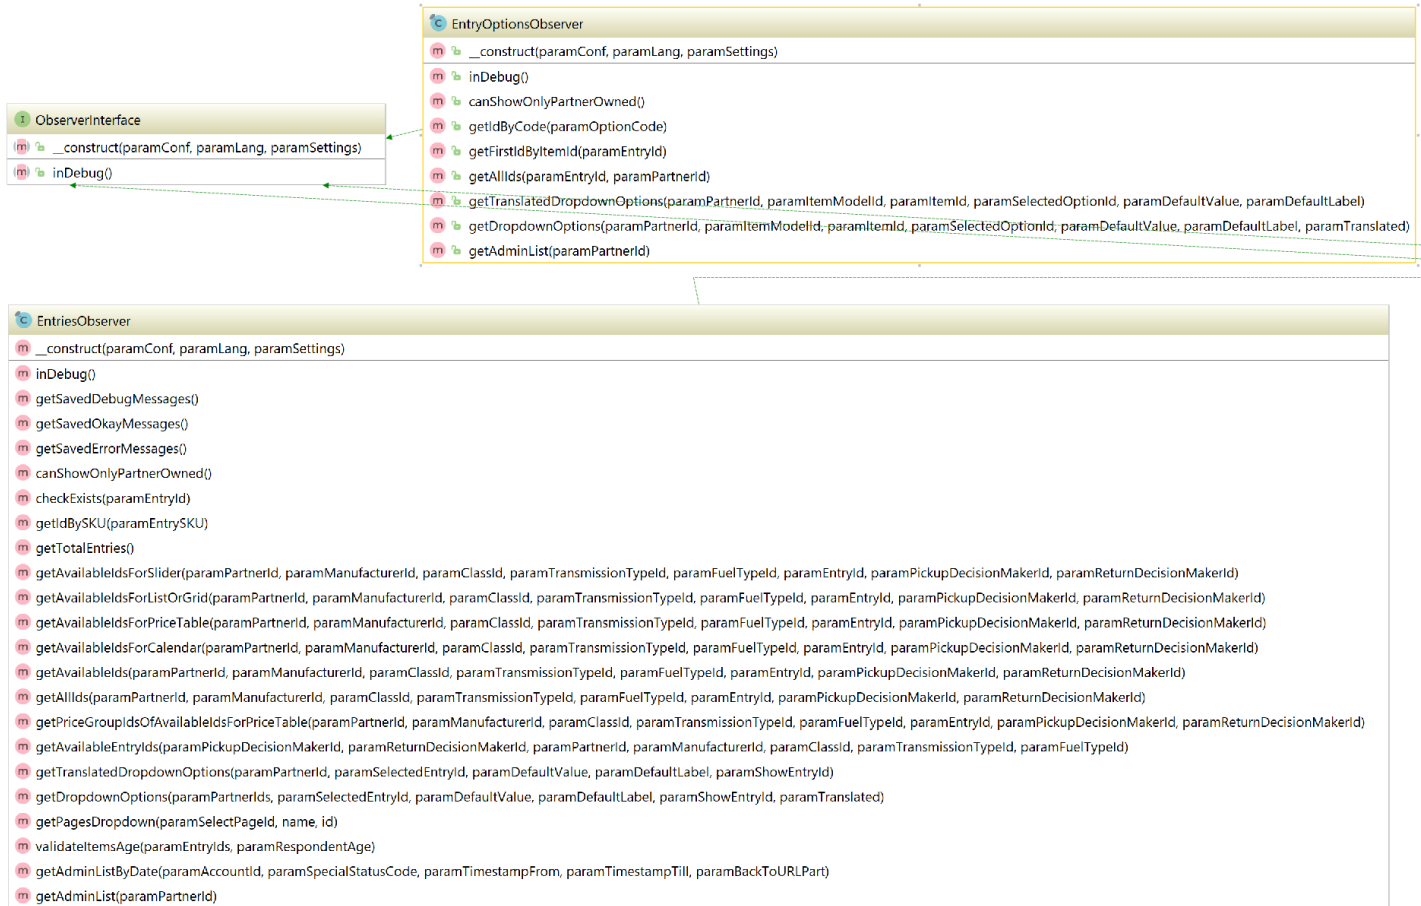 EntryOptionsObserver
__construct(paramConf, paramLang, paramSettings)
inDebug()
canShowOnlyPartnerOwned()
getIdByCode(paramOptionCode)
getFirstIdByItemId(paramEntryId)
getAllIds(paramEntryId, paramPartnerId)
getTranslatedDropdownOptions(paramPartnerId, paramItemModelId, paramItemId, paramSelectedOptionId, paramDefaultValue, paramDefaultLabel)
getDropdownOptions(paramPartnerId, paramItemModelId, paramItemId, paramSelectedOptionId, paramDefaultValue, paramDefaultLabel, paramTranslated)
getAdminList(paramPartnerId)
ObserverInterface
__construct(paramConf, paramLang, paramSettings)
inDebug()
EntriesObserver
__construct(paramConf, paramLang, paramSettings)
inDebug()
getSavedDebugMessages()
getSavedOkayMessages()
getSavedErrorMessages()
canShowOnlyPartnerOwned()
checkExists(paramEntryId)
getIdBySKU(paramEntrySKU)
getTotalEntries()
getAvailableIdsForSlider(paramPartnerId, paramManufacturerId, paramClassId, paramTransmissionTypeId, paramFuelTypeId, paramEntryId, paramPickupDecisionMakerId, paramReturnDecisionMakerId)
getAvailableIdsForListOrGrid(paramPartnerId, paramManufacturerId, paramClassId, paramTransmissionTypeId, paramFuelTypeId, paramEntryId, paramPickupDecisionMakerId, paramReturnDecisionMakerId)
getAvailableIdsForPriceTable(paramPartnerId, paramManufacturerId, paramClassId, paramTransmissionTypeId, paramFuelTypeId, paramEntryId, paramPickupDecisionMakerId, paramReturnDecisionMakerId)
getAvailableIdsForCalendar(paramPartnerId, paramManufacturerId, paramClassId, paramTransmissionTypeId, paramFuelTypeId, paramEntryId, paramPickupDecisionMakerId, paramReturnDecisionMakerId)
getAvailableIds(paramPartnerId, paramManufacturerId, paramClassId, paramTransmissionTypeId, paramFuelTypeId, paramEntryId, paramPickupDecisionMakerId, paramReturnDecisionMakerId)
getAllIds(paramPartnerId, paramManufacturerId, paramClassId, paramTransmissionTypeId, paramFuelTypeId, paramEntryId, paramPickupDecisionMakerId, paramReturnDecisionMakerId)
getPriceGroupIdsOfAvailableIdsForPriceTable(paramPartnerId, paramManufacturerId, paramClassId, paramTransmissionTypeId, paramFuelTypeId, paramEntryId, paramPickupDecisionMakerId, paramReturnDecisionMakerId)
getAvailableEntryIds(paramPickupDecisionMakerId, paramReturnDecisionMakerId, paramPartnerId, paramManufacturerId, paramClassId, paramTransmissionTypeId, paramFuelTypeId)
getTranslatedDropdownOptions(paramPartnerId, paramSelectedEntryId, paramDefaultValue, paramDefaultLabel, paramShowEntryId)
getDropdownOptions(paramPartnerIds, paramSelectedEntryId, paramDefaultValue, paramDefaultLabel, paramShowEntryId, paramTranslated)
getPagesDropdown(paramSelectPageId, name, id)
validateItemsAge(paramEntryIds, paramRespondentAge)
getAdminListByDate(paramAccountId, paramSpecialStatusCode, paramTimestampFrom, paramTimestampTill, paramBackToURLPart)
getAdminList(paramPartnerId)